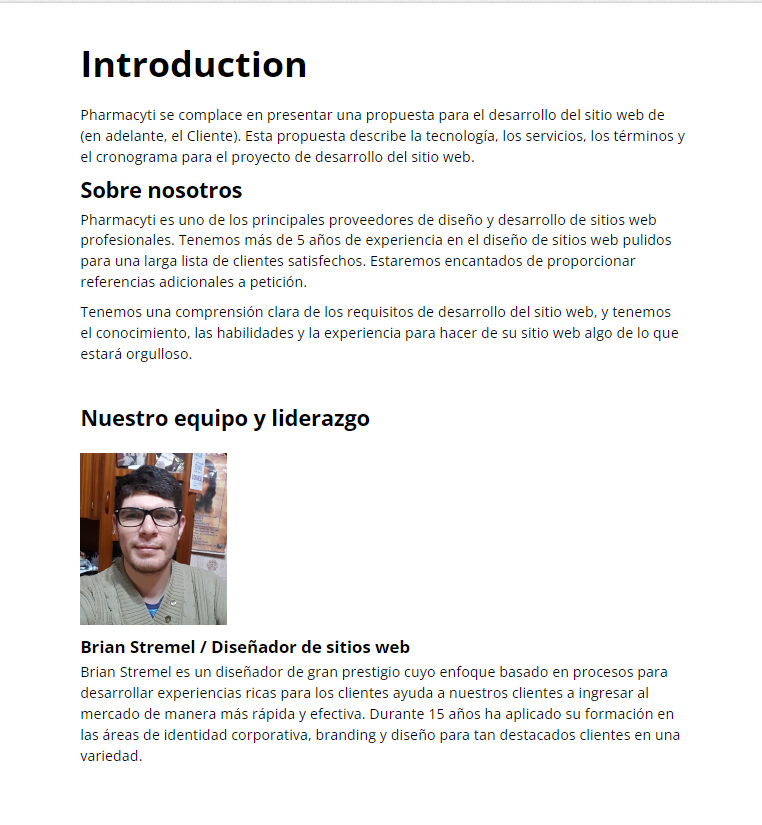 Introduction
Pharmacyti se complace en presentar una propuesta para el desarrollo del sitio web de
(en adelante, el Cliente). Esta propuesta describe la tecnología, los servicios, los términos y
el cronograma para el proyecto de desarrollo del sitio web.
Sobre nosotros
Pharmacyti es uno de los principales proveedores de diseño y desarrollo de sitios web
profesionales. Tenemos más de 5 años de experiencia en el diseño de sitios web pulidos
para una larga lista de clientes satisfechos. Estaremos encantados de proporcionar
referencias adicionales a petición.
Tenemos una comprensión clara de los requisitos de desarrollo del sitio web, y tenemos
el conocimiento, las habilidades y la experiencia para hacer de su sitio web algo de lo que
estará orgulloso.
Nuestro equipo y liderazgo
Brian Stremel / Diseñador de sitios web
Brian Stremel es un diseñador de gran prestigio cuyo enfoque basado en procesos para
desarrollar experiencias ricas para los clientes ayuda a nuestros clientes a ingresar al
mercado de manera más rápida y efectiva. Durante 15 años ha aplicado su formación en
las áreas de identidad corporativa, branding y diseño para tan destacados clientes en una
variedad.